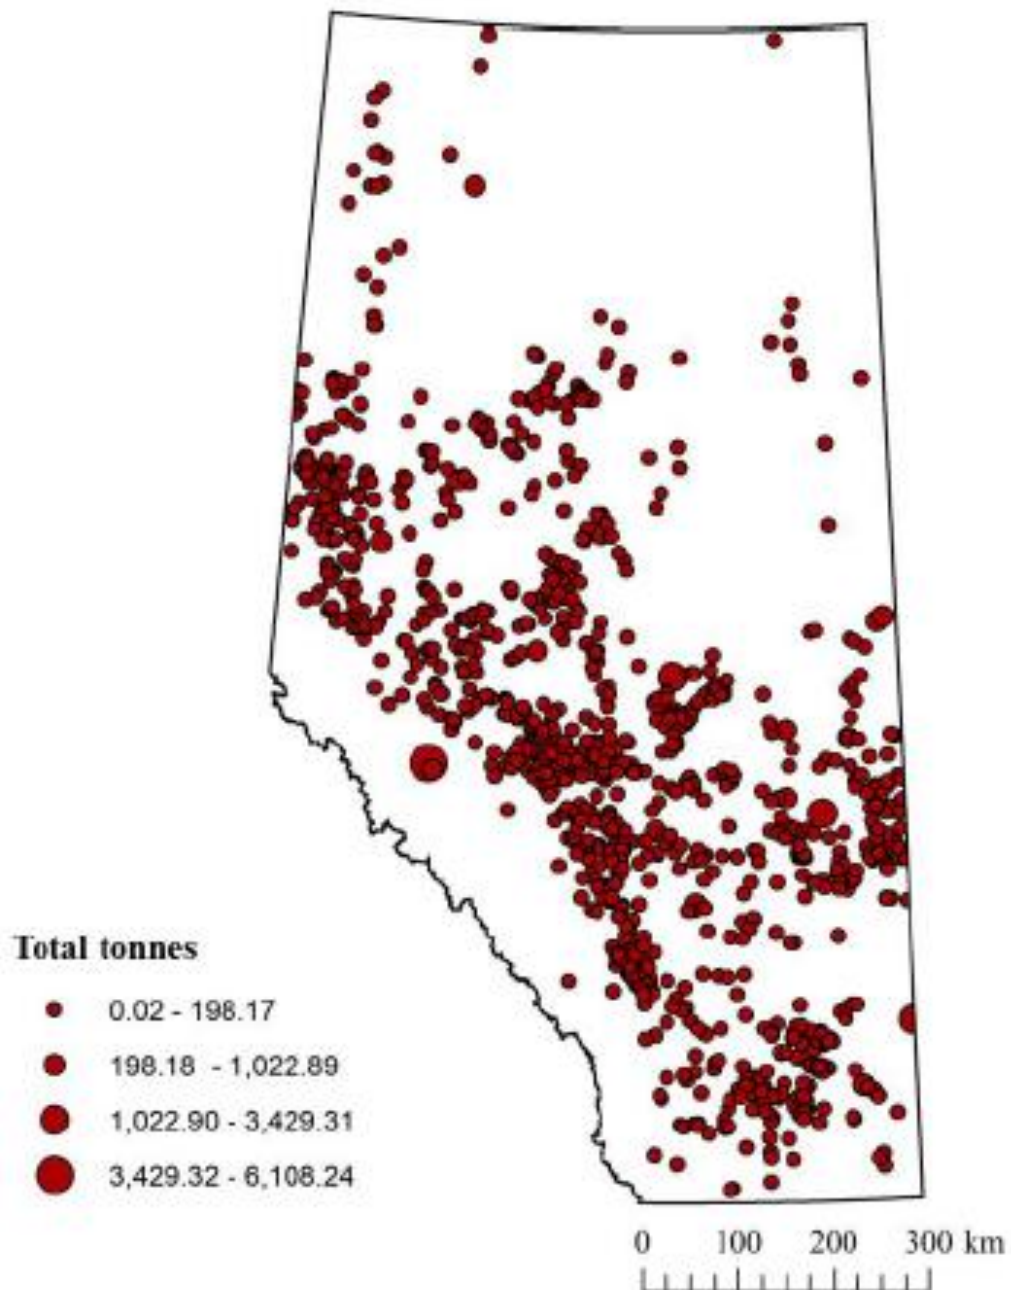 Total tonnes
0.02 - 198.17
198.18 - 1,022.89
1,022.90 - 3,429.31
3,429.32 - 6,108.24
0 100 200 300 km